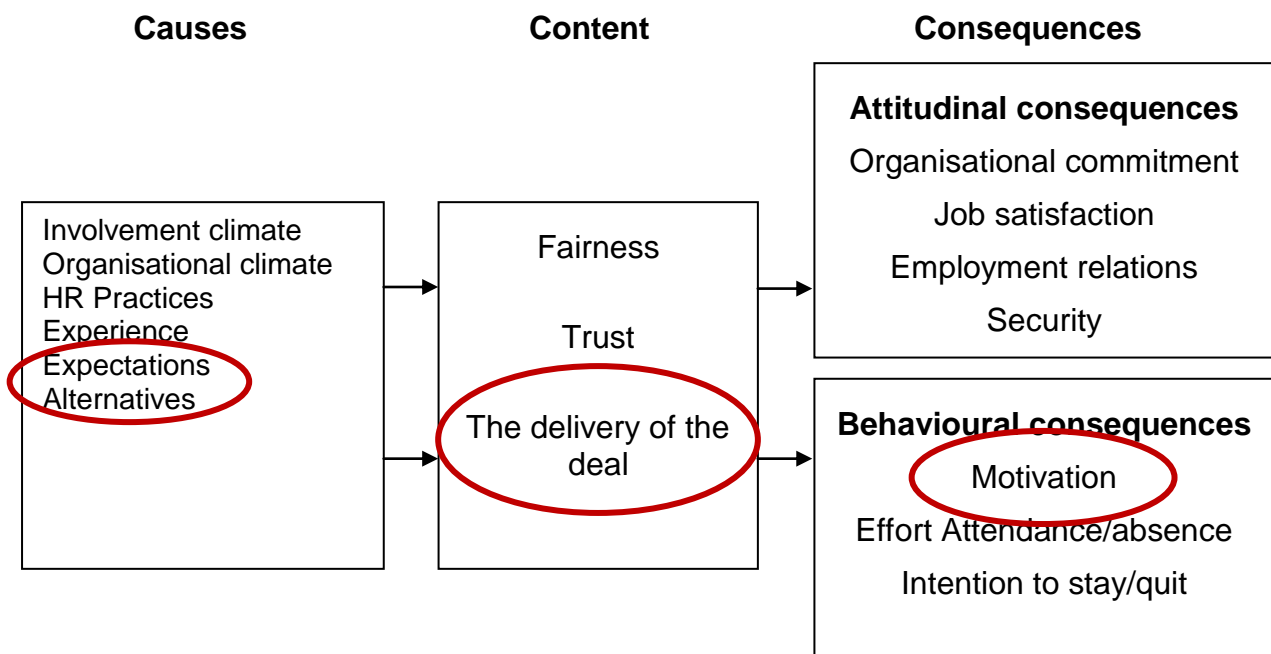 Causes
Content
Consequences
Involvement climate
Organisational climate
HR Practices
Experience
Expectations
Alternatives
Fairness
Trust
The delivery of the
deal
Attitudinal consequences
Organisational commitment
Job satisfaction
Employment relations
Security
Behavioural consequences
Motivation
Effort Attendance/absence
Intention to stay/quit